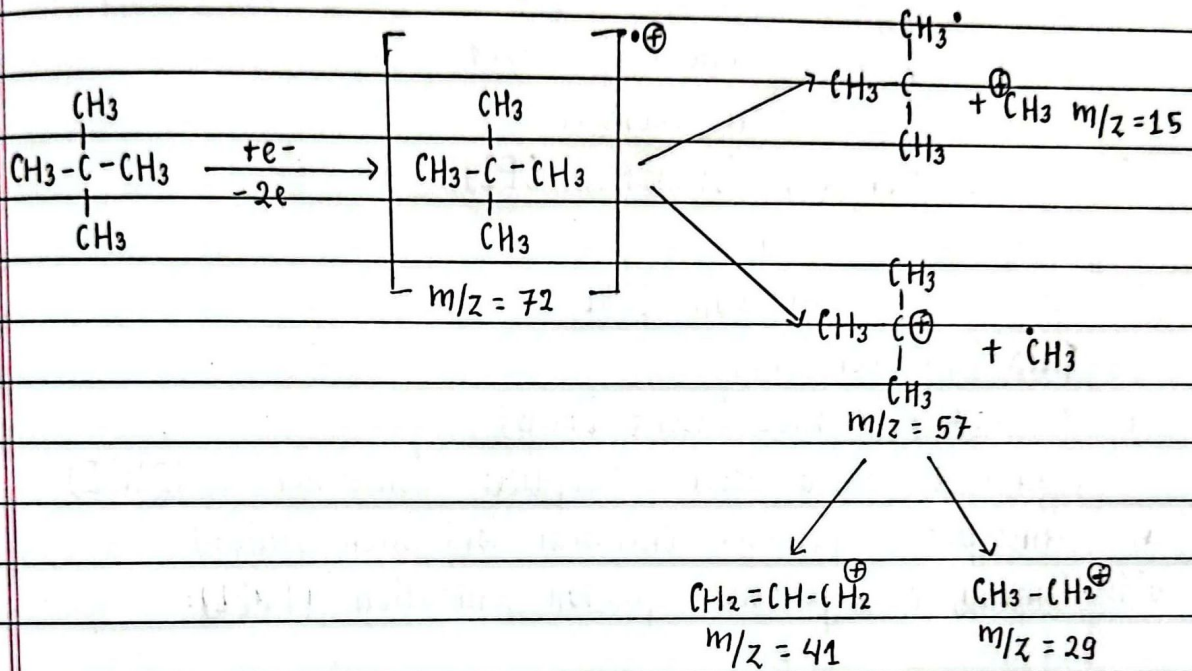 CH3•
•⊕
CH3 CH3 CH3-C + ⊕CH3 m/z=15
CH3-C-CH3 +e- CH3-C-CH3 CH3
-2e
CH3 CH3
m/z = 72
CH3
CH3-C⊕ + •CH3
CH3
m/z = 57
CH2=CH-CH2⊕ CH3-CH2⊕
m/z = 41 m/z = 29